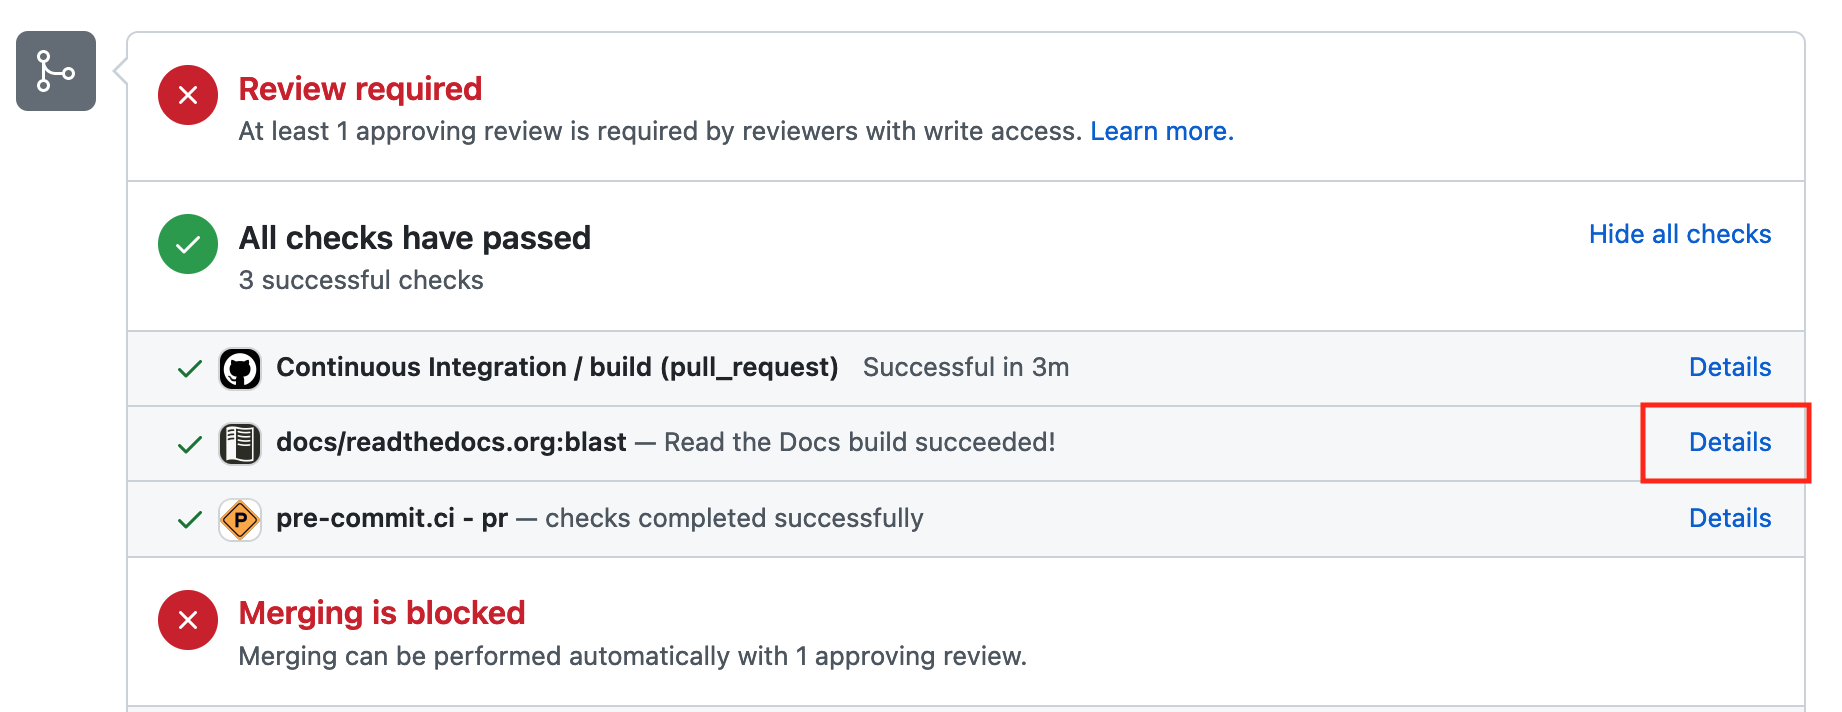 Review required
At least 1 approving review is required by reviewers with write access. Learn more.
All checks have passed
Hide all checks
3 successful checks
Continuous Integration / build (pull_request) Successful in 3m Details
docs/readthedocs.org:blast — Read the Docs build succeeded! Details
P pre-commit.ci - pr — checks completed successfully Details
Merging is blocked
Merging can be performed automatically with 1 approving review.